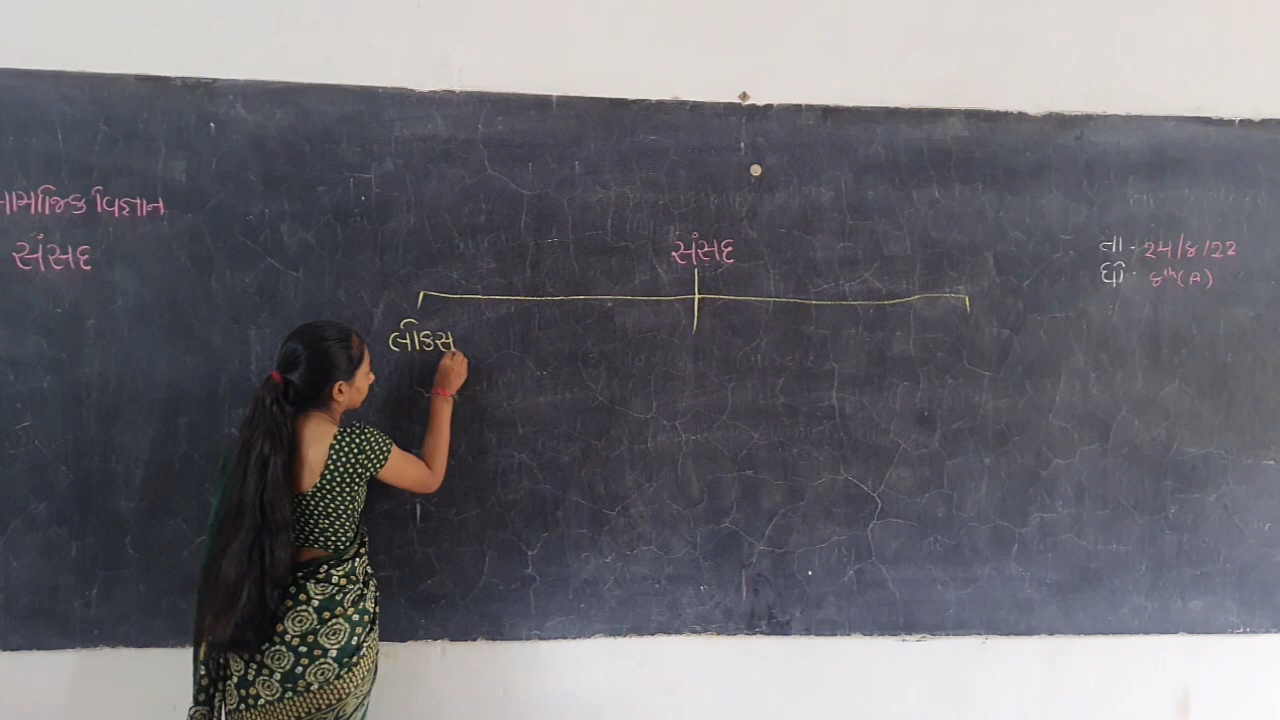 સામાજિક વિજ્ઞાન
સંસદ
સંસદ
તા - 24/8/22
ધો - 8th (A)
લોકસ